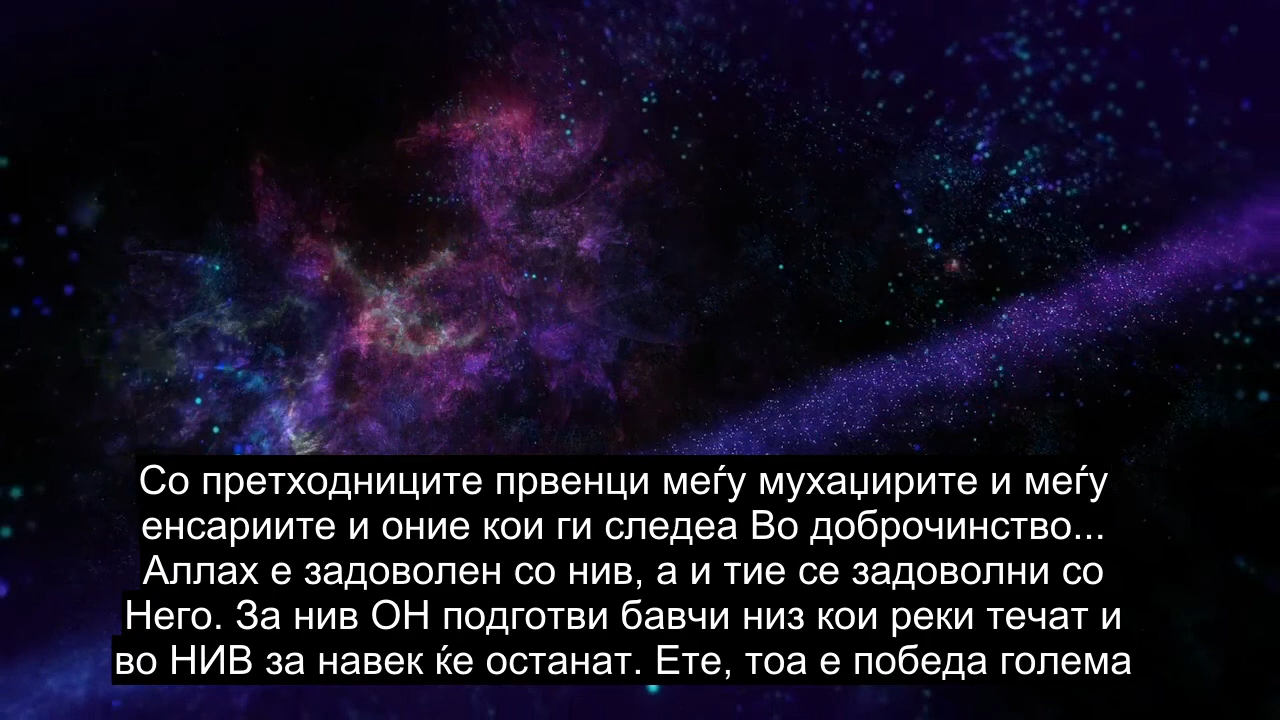 Со претходниците првенци меѓу мухаџирите и меѓу
енсариите и оние кои ги следеа Во доброчинство...
Аллах е задоволен со нив, а и тие се задоволни со
Него. За нив ОН подготви бавчи низ кои реки течат и
во НИВ за навек ќе останат. Ете, тоа е победа голема